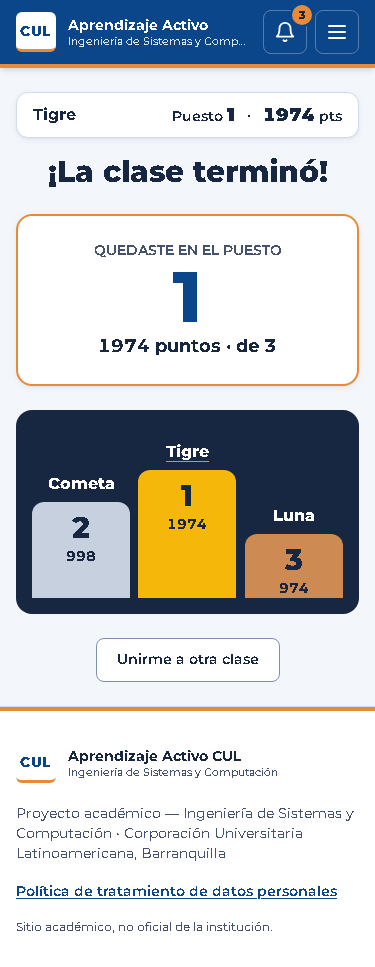 CUL
Aprendizaje Activo
Ingeniería de Sistemas y Comp...
3
Tigre
Puesto 1 · 1974 pts
¡La clase terminó!
QUEDASTE EN EL PUESTO
1
1974 puntos · de 3
Tigre
1
1974
Cometa
2
998
Luna
3
974
Unirme a otra clase
CUL
Aprendizaje Activo CUL
Ingeniería de Sistemas y Computación
Proyecto académico — Ingeniería de Sistemas y
Computación · Corporación Universitaria
Latinoamericana, Barranquilla
Política de tratamiento de datos personales
Sitio académico, no oficial de la institución.